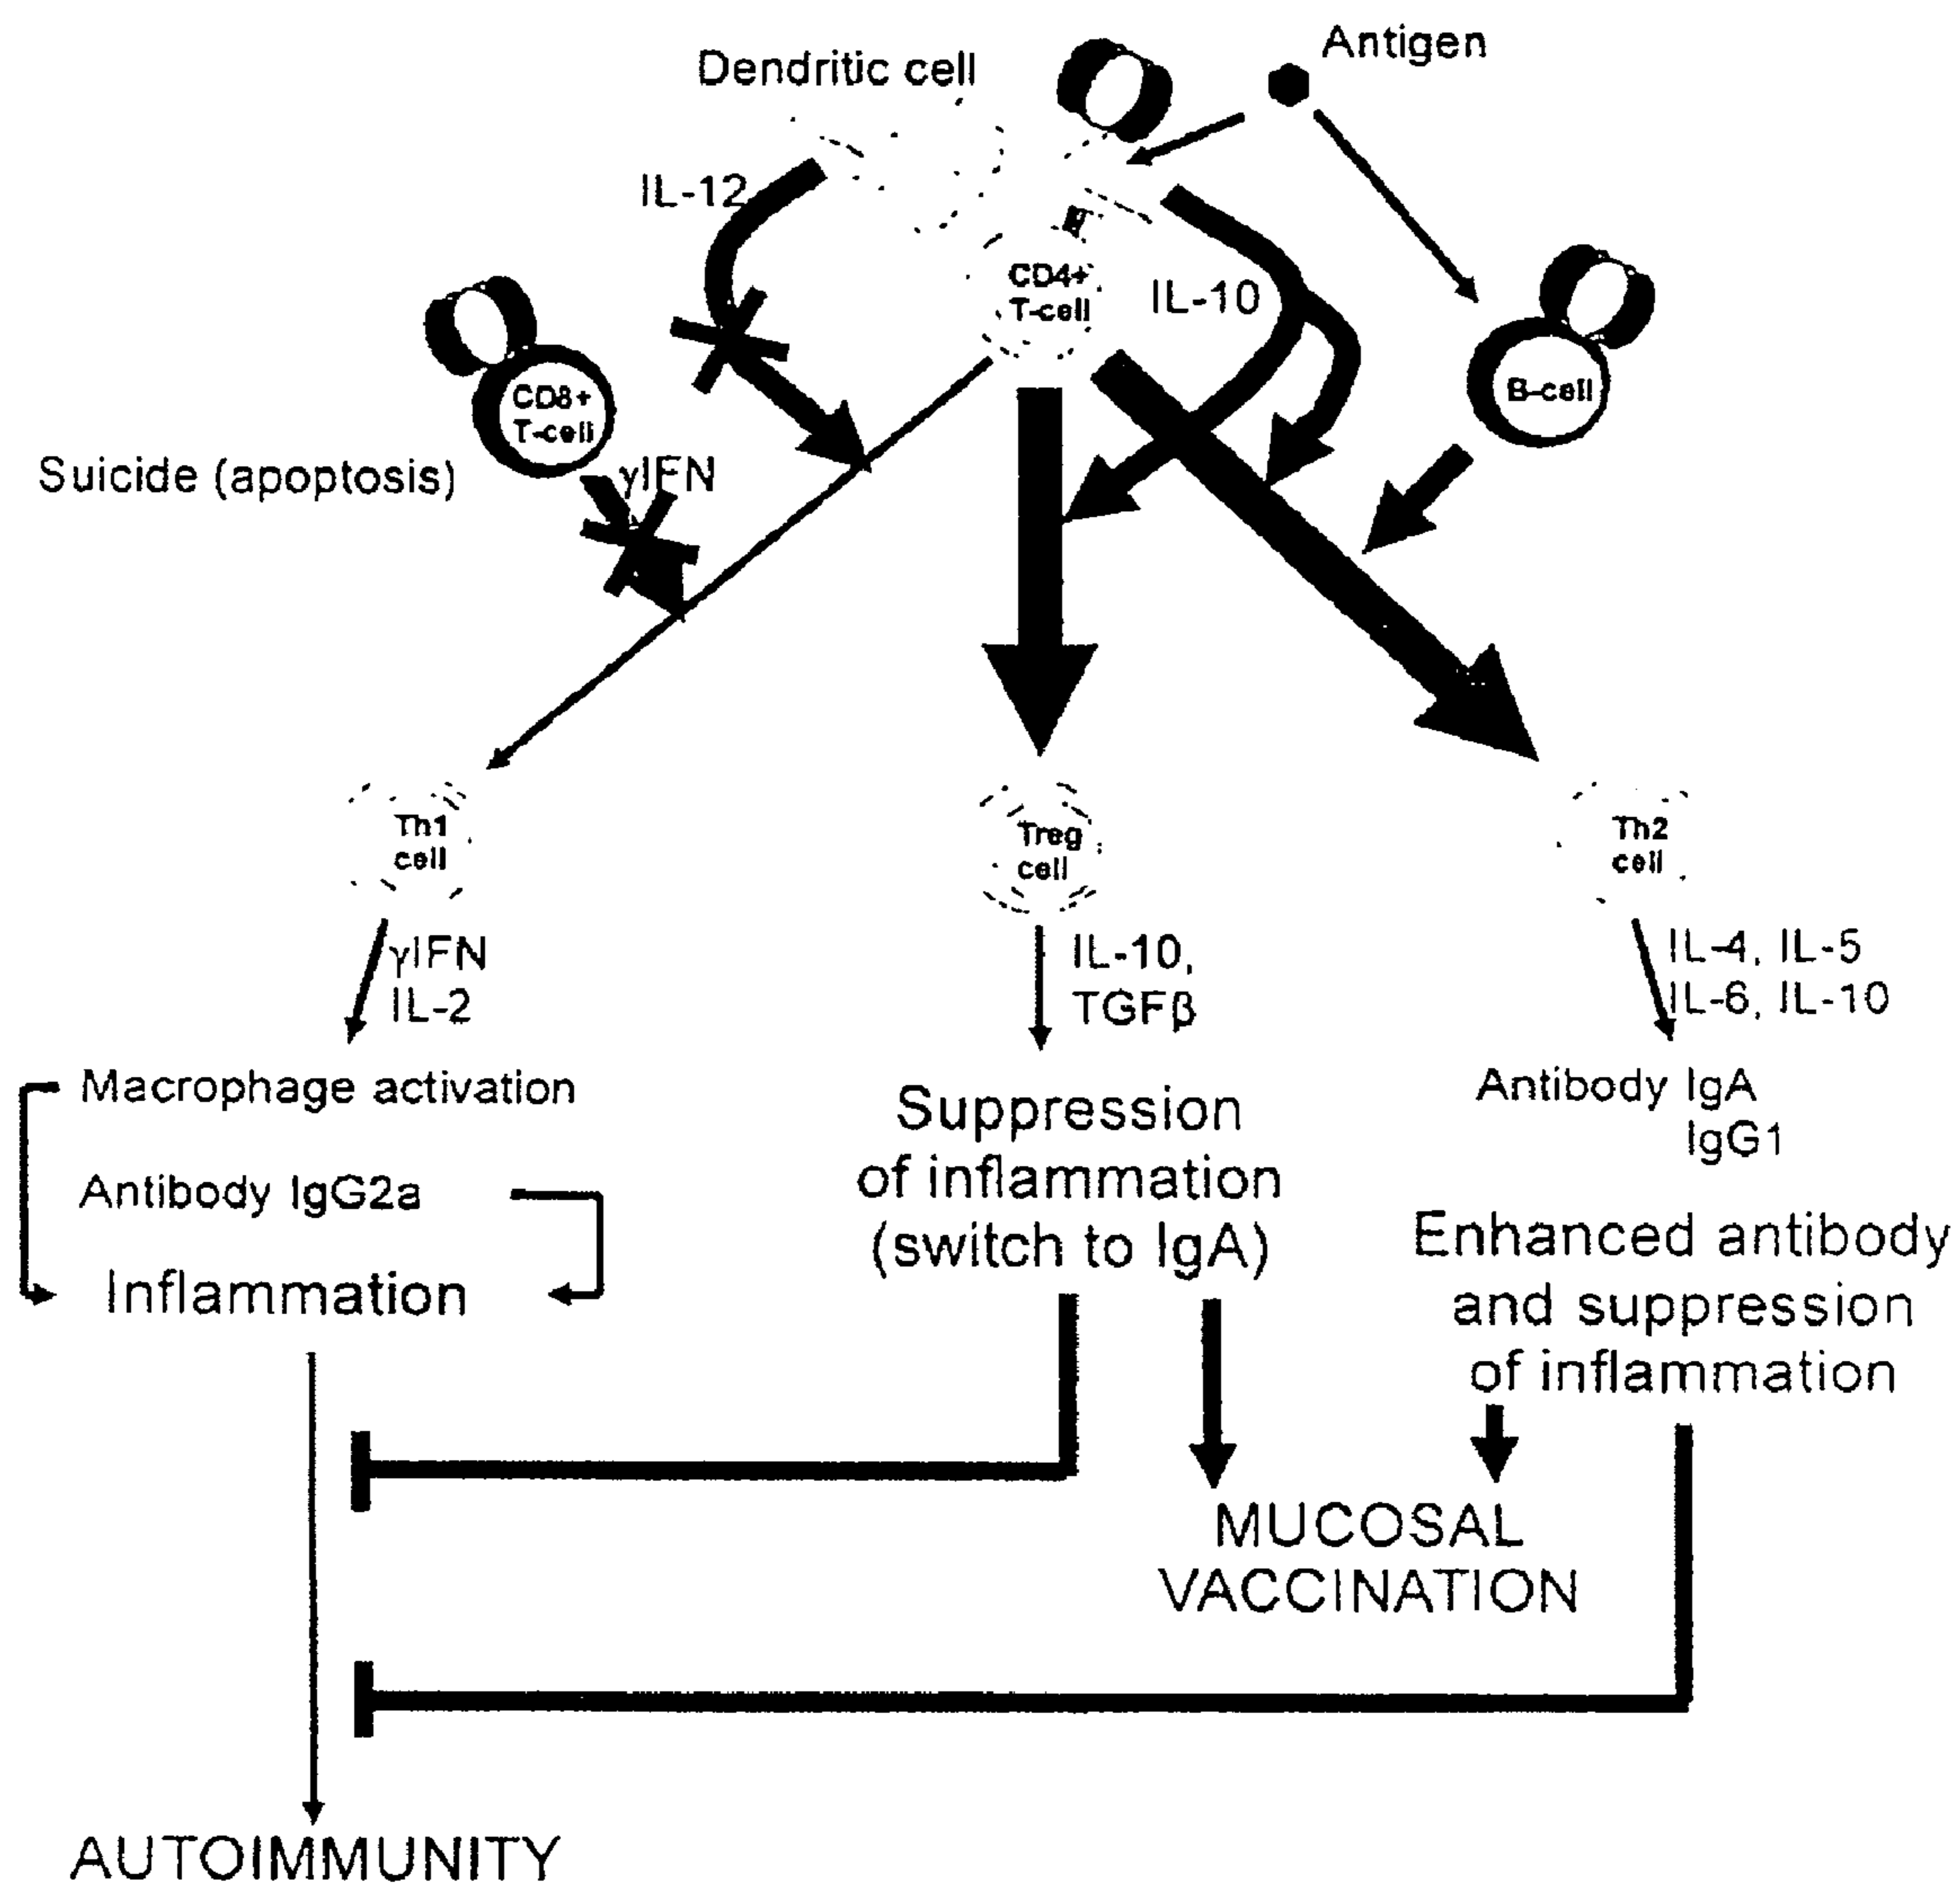 Antigen
Dendritic cell
IL-12
CD4+
T-cell
IL-10
CD8+
T-cell
B-cell
Suicide (apoptosis)
γIFN
Th1
cell
Treg
cell
Th2
cell
γIFN
IL-2
IL-10,
TGFβ
IL-4, IL-5
IL-6, IL-10
Macrophage activation
Antibody IgG2a
Inflammation
Suppression
of inflammation
(switch to IgA)
Antibody IgA
IgG1
Enhanced antibody
and suppression
of inflammation
MUCOSAL
VACCINATION
AUTOIMMUNITY